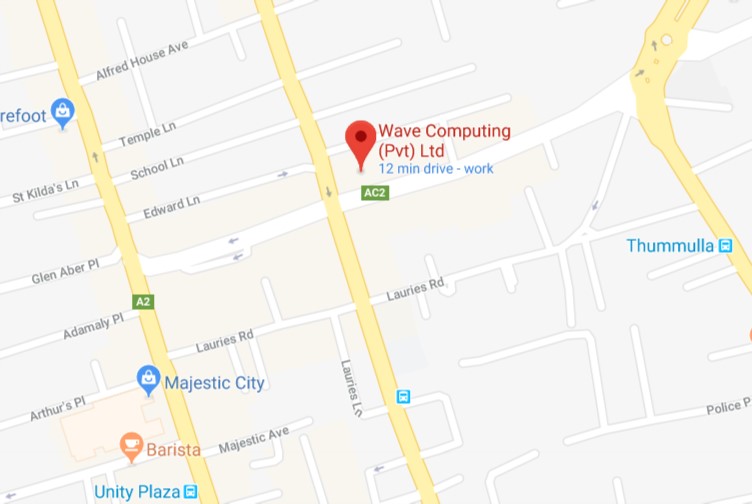 Alfred House Ave
refoot
Wave Computing
(Pvt) Ltd
12 min drive - work
Temple Ln
School Ln
St Kilda's Ln
AC2
Edward Ln
Thummulla
Glen Aber Pl
A2
Lauries Rd
Adamaly Pl
Lauries Rd
Majestic City
Lauries Ln
Arthur's Pl
Police P
Majestic Ave
Barista
Unity Plaza